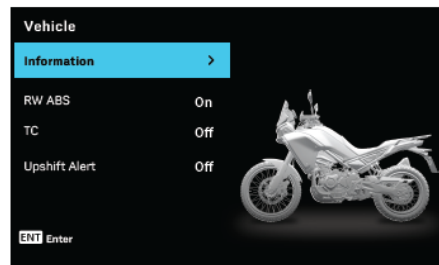 Vehicle
Information >
RW ABS On
TC Off
Upshift Alert Off
ENT Enter